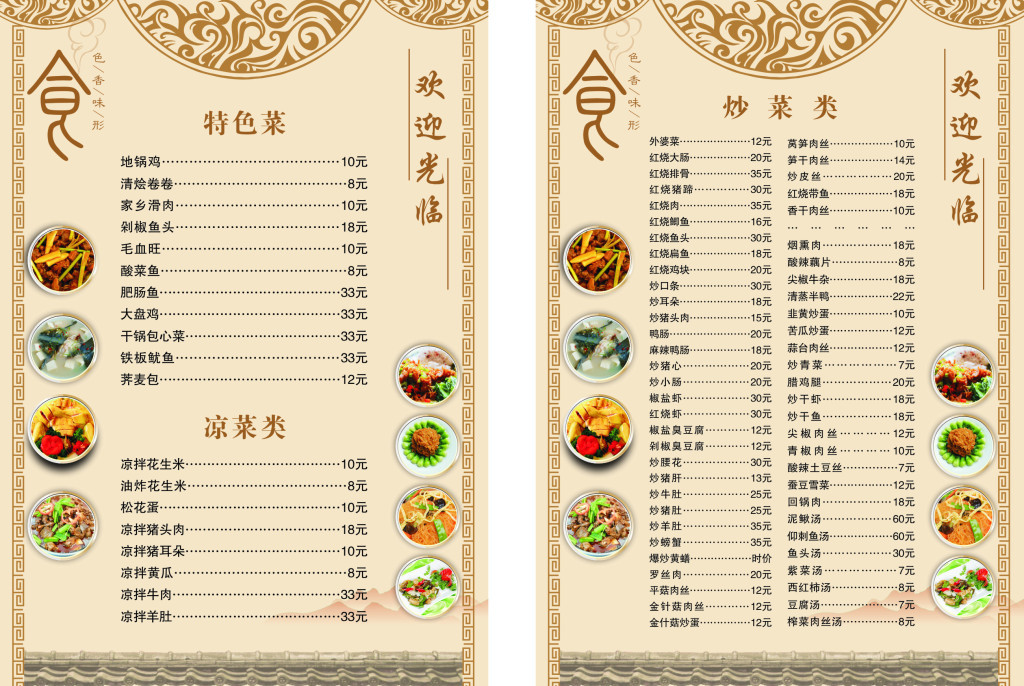 食
色/香/味/形
欢迎光临
特色菜
地锅鸡························10元
清烩卷卷························8元
家乡滑肉························10元
剁椒鱼头························18元
毛血旺························10元
酸菜鱼························8元
肥肠鱼························33元
大盘鸡························33元
干锅包心菜························33元
铁板鱿鱼························33元
荞麦包························12元
凉菜类
凉拌花生米························10元
油炸花生米························8元
松花蛋························10元
凉拌猪头肉························18元
凉拌猪耳朵························10元
凉拌黄瓜························8元
凉拌牛肉························33元
凉拌羊肚························33元
食
色/香/味/形
欢迎光临
炒菜类
外婆菜························12元
红烧大肠························20元
红烧排骨························35元
红烧猪蹄························30元
红烧肉························35元
红烧鲫鱼························16元
红烧鱼头························30元
红烧扁鱼························18元
红烧鸡块························20元
炒口条························30元
炒耳朵························18元
炒猪头肉························15元
鸭肠························20元
麻辣鸭肠························18元
炒猪心························20元
炒小肠························20元
椒盐虾························30元
红烧虾························30元
椒盐臭豆腐························12元
剁椒臭豆腐························12元
炒腰花························30元
炒猪肝························13元
炒牛肚························25元
炒猪肚························25元
炒羊肚························35元
炒螃蟹························35元
爆炒黄鳝························时价
罗丝肉························20元
平菇肉丝························12元
金针菇肉丝························12元
金什菇炒蛋························12元
莴笋肉丝························10元
笋干肉丝························14元
炒皮丝························20元
红烧带鱼························18元
香干肉丝························10元
… … … … … …
烟熏肉························18元
酸辣藕片························8元
尖椒牛杂························18元
清蒸半鸭························22元
韭黄炒蛋························10元
苦瓜炒蛋························12元
蒜台肉丝························12元
炒青菜························7元
腊鸡腿························20元
炒干虾························18元
炒干鱼························18元
尖椒肉丝························12元
青椒肉丝························10元
酸辣土豆丝························7元
蚕豆雪菜························12元
回锅肉························18元
泥鳅汤························60元
仰刺鱼汤························60元
鱼头汤························30元
紫菜汤························7元
西红柿汤························8元
豆腐汤························7元
榨菜肉丝汤························8元